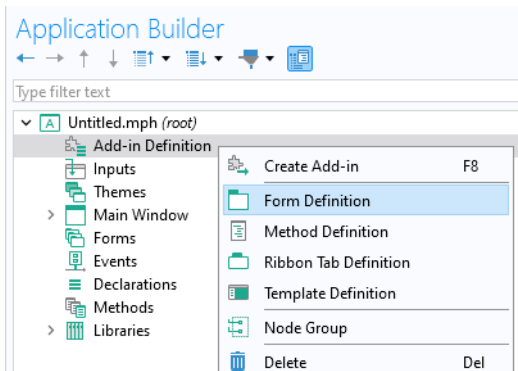 Application Builder
Type filter text
A Untitled.mph (root)
Add-in Definition
Inputs
Themes
Main Window
Forms
Events
Declarations
Methods
Libraries
Create Add-in F8
Form Definition
Method Definition
Ribbon Tab Definition
Template Definition
Node Group
Delete Del